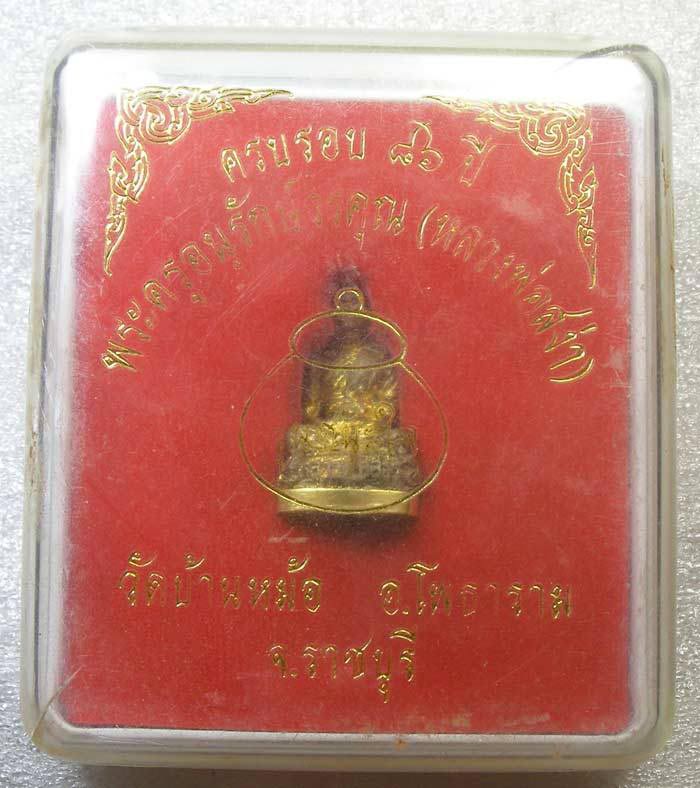 ครบรอบ ๘๖ ปี
พระครูอนุรักษ์วรคุณ (หลวงพ่อสง่า)
วัดบ้านหม้อ อ.โพธาราม
จ.ราชบุรี